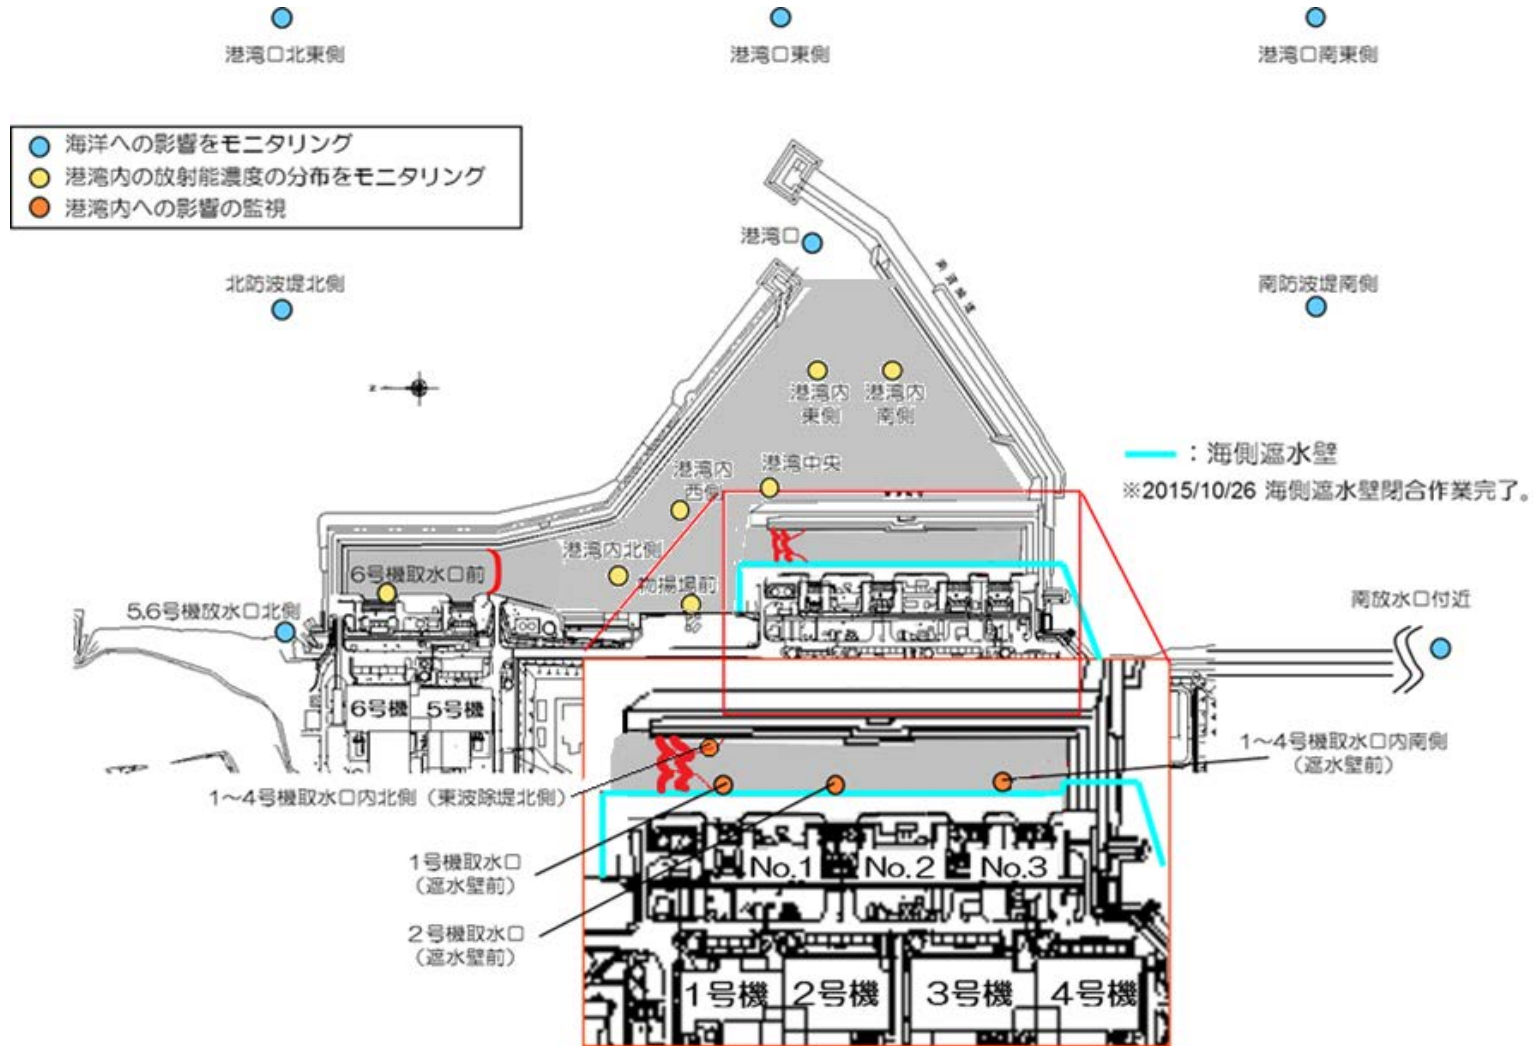 港湾口北東側
港湾口東側
港湾口南東側
海洋への影響をモニタリング
港湾内の放射能濃度の分布をモニタリング
港湾内への影響の監視
港湾口
北防波堤北側
南防波堤南側
港湾内
東側
港湾内
南側
港湾内
西側
港湾中央
：海側遮水壁
※2015/10/26 海側遮水壁閉合作業完了。
港湾内北側
6号機取水口前
物揚場前
5,6号機放水口北側
南放水口付近
6号機
5号機
1～4号機取水口内南側
（遮水壁前）
1～4号機取水口内北側（東波除堤北側）
1号機取水口
（遮水壁前）
No.1
No.2
No.3
2号機取水口
（遮水壁前）
1号機
2号機
3号機
4号機